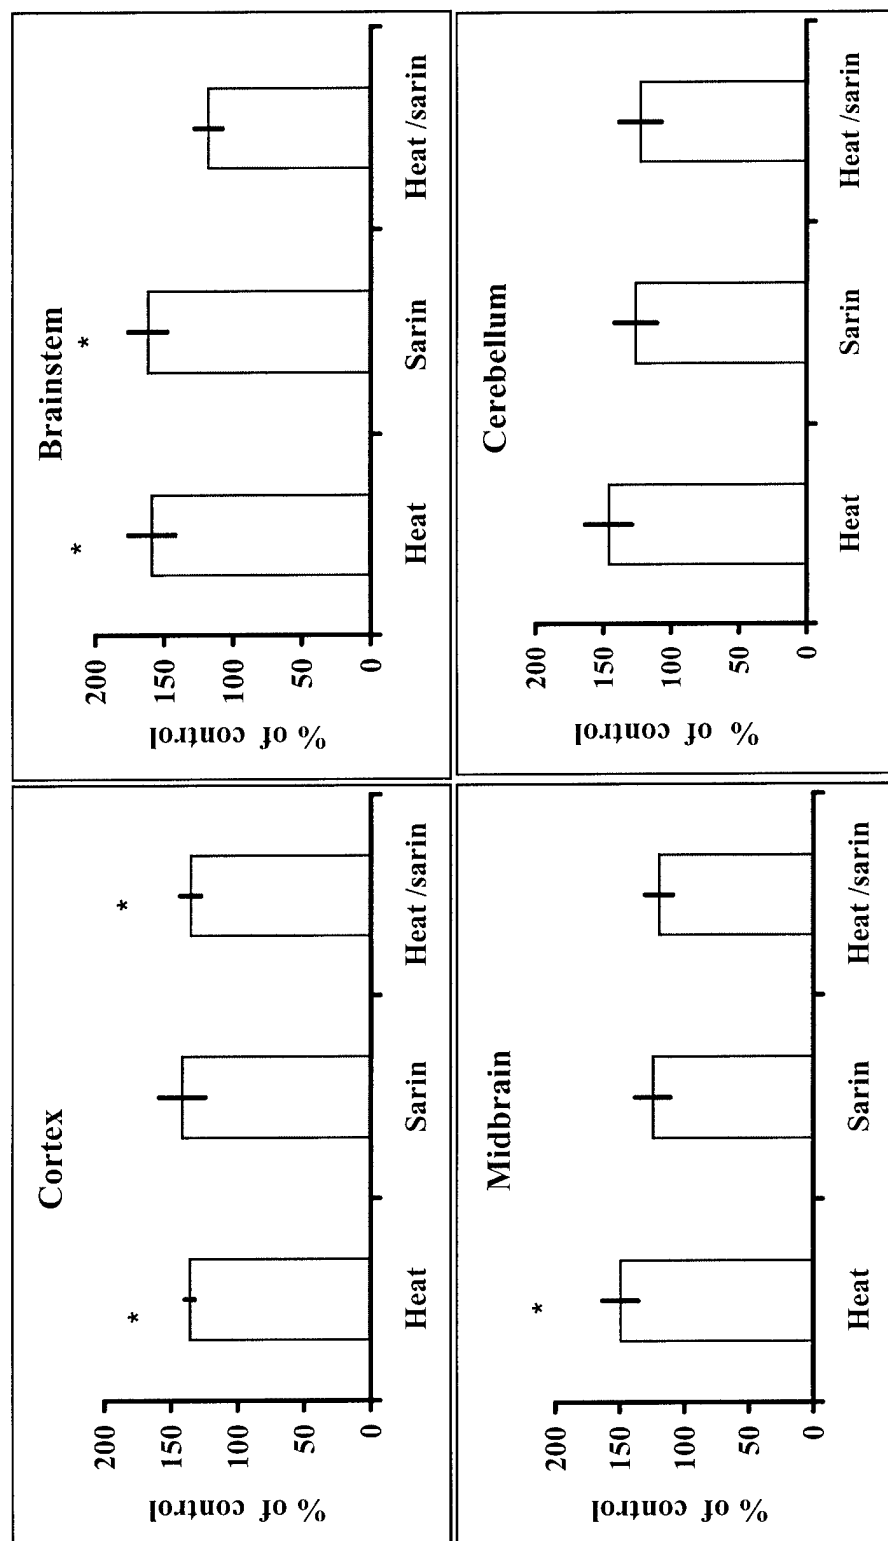 Cortex
*
*
200
150
100
50
0
% of control
Heat
Sarin
Heat /sarin
Brainstem
*
*
200
150
100
50
0
% of control
Heat
Sarin
Heat /sarin
Midbrain
*
200
150
100
50
0
% of control
Heat
Sarin
Heat /sarin
Cerebellum
200
150
100
50
0
% of control
Heat
Sarin
Heat /sarin